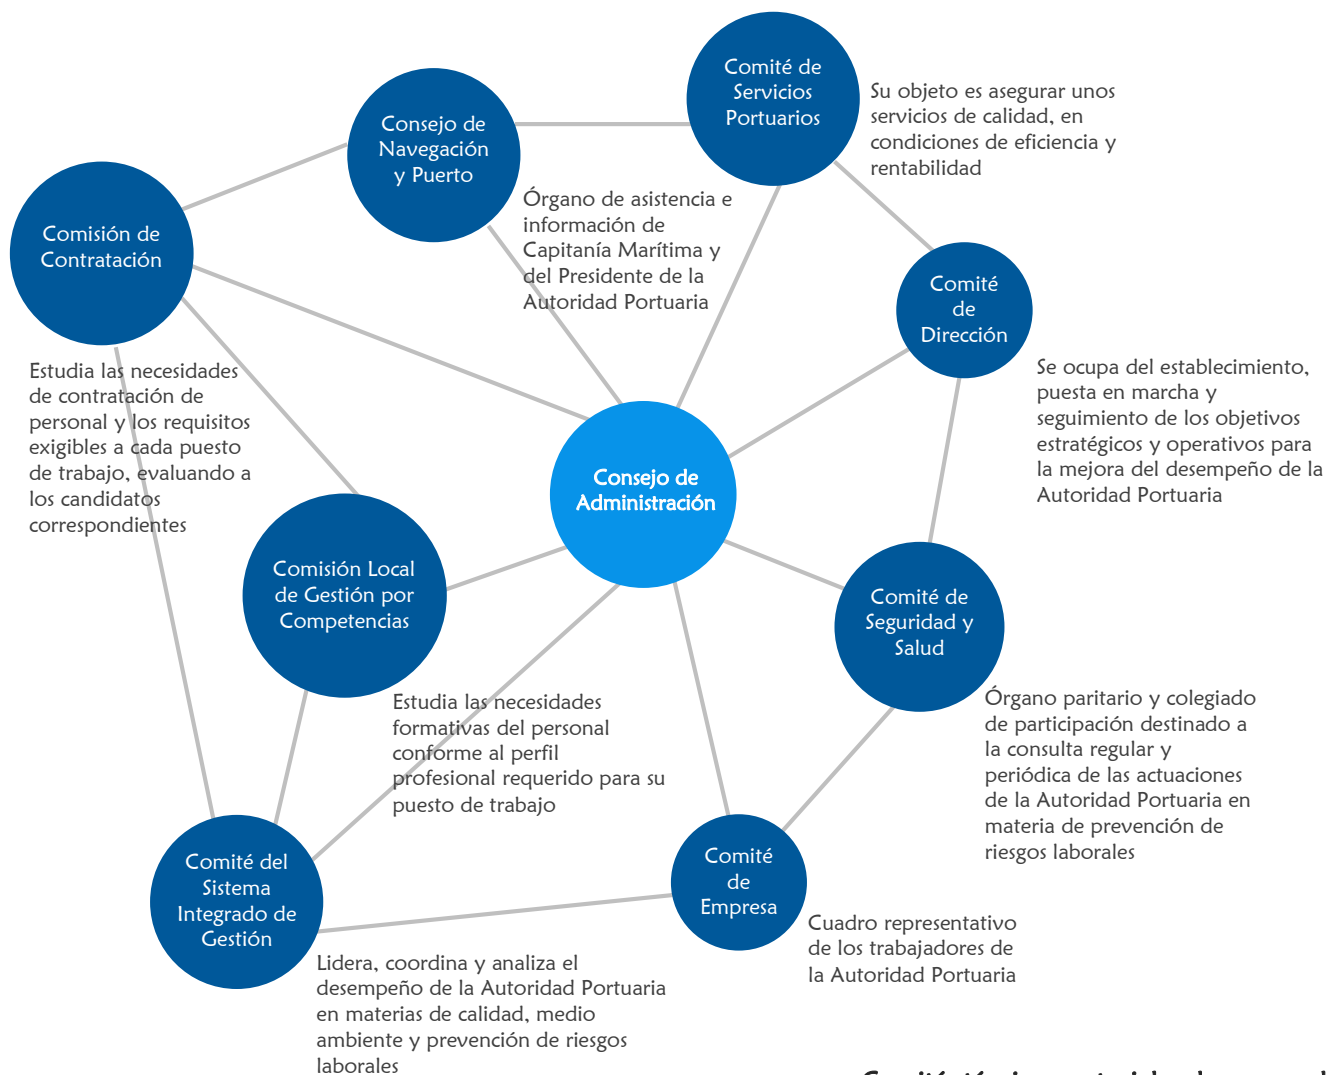 Comité de
Servicios
Portuarios
Su objeto es asegurar unos
servicios de calidad, en
condiciones de eficiencia y
rentabilidad
Consejo de
Navegación
y Puerto
Órgano de asistencia e
información de
Capitanía Marítima y
del Presidente de la
Autoridad Portuaria
Comisión de
Contratación
Estudia las necesidades
de contratación de
personal y los requisitos
exigibles a cada puesto
de trabajo, evaluando a
los candidatos
correspondientes
Comité
de
Dirección
Se ocupa del establecimiento,
puesta en marcha y
seguimiento de los objetivos
estratégicos y operativos para
la mejora del desempeño de la
Autoridad Portuaria
Consejo de
Administración
Comisión Local
de Gestión por
Competencias
Estudia las necesidades
formativas del personal
conforme al perfil
profesional requerido para su
puesto de trabajo
Comité de
Seguridad y
Salud
Órgano paritario y colegiado
de participación destinado a
la consulta regular y
periódica de las actuaciones
de la Autoridad Portuaria en
materia de prevención de
riesgos laborales
Comité del
Sistema
Integrado de
Gestión
Lidera, coordina y analiza el
desempeño de la Autoridad Portuaria
en materias de calidad, medio
ambiente y prevención de riesgos
laborales
Comité
de
Empresa
Cuadro representativo
de los trabajadores de
la Autoridad Portuaria